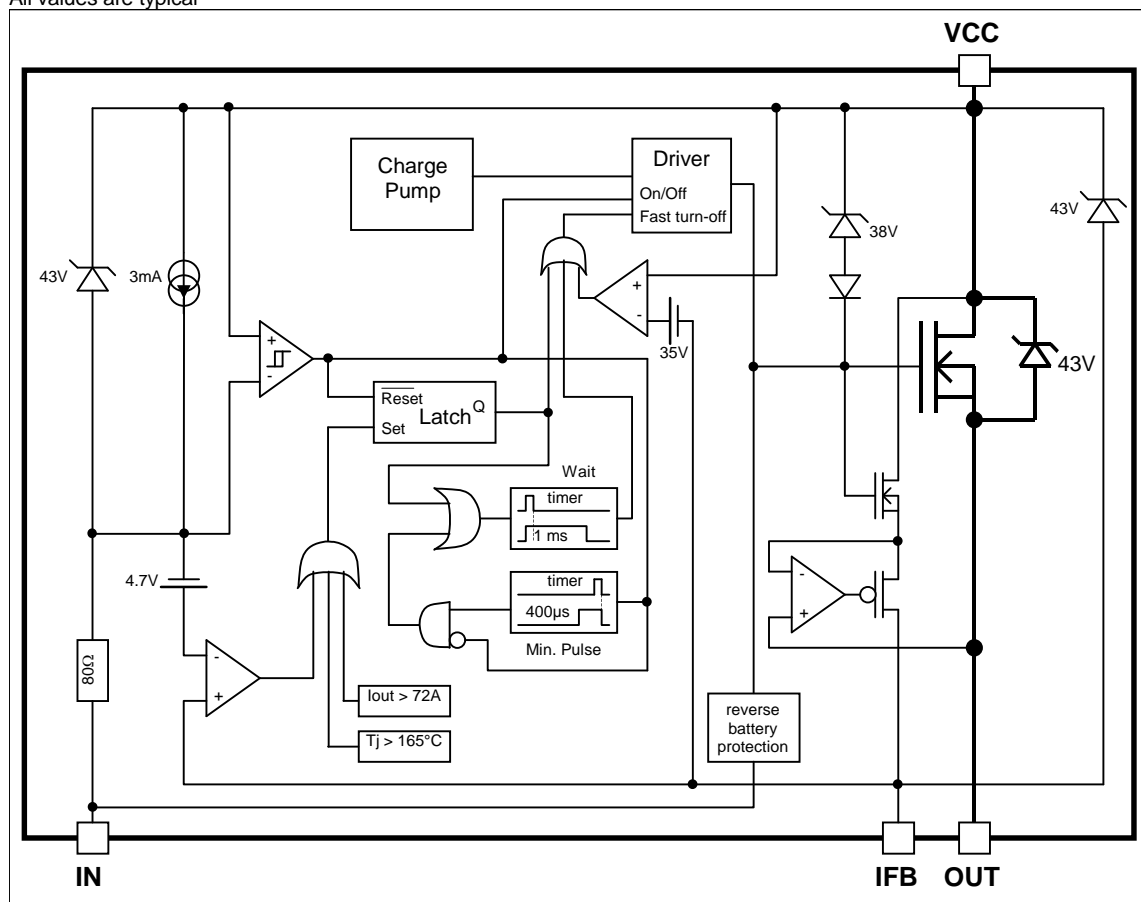 All values are typical
VCC
Charge
Pump
Driver
On/Off
Fast turn-off
43V
3mA
38V
43V
+
-
+
-
35V
43V
Reset
Latch
Q
Set
Wait
timer
1 ms
4.7V
timer
400µs
Min. Pulse
-
+
80Ω
-
+
Iout > 72A
Tj > 165°C
reverse
battery
protection
IN
IFB
OUT